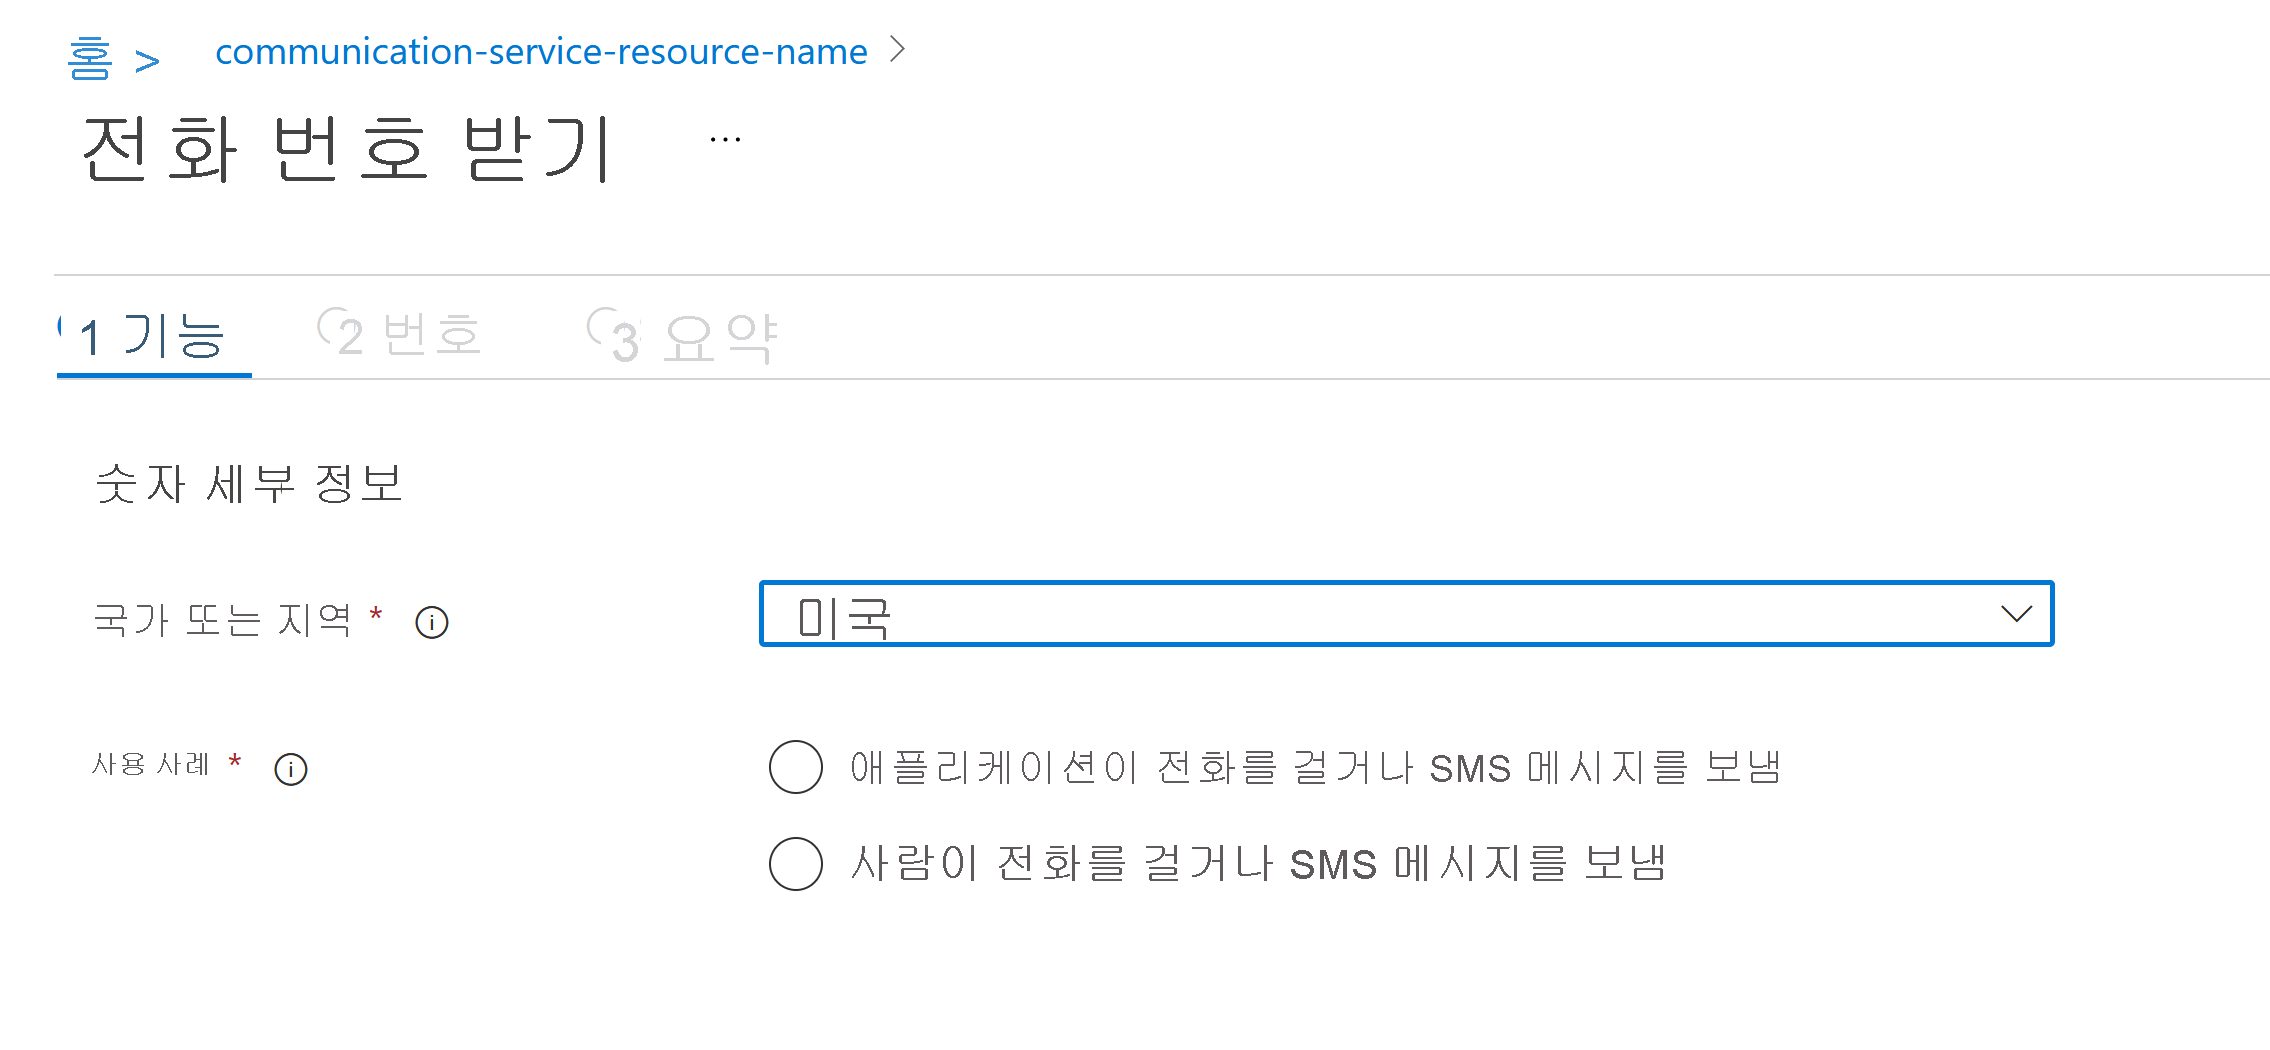 홈 > communication-service-resource-name >
전화 번호 받기 ...
1 기능 2 번호 3 요약
숫자 세부 정보
국가 또는 지역 * 미국
사용 사례 * 애플리케이션이 전화를 걸거나 SMS 메시지를 보냄
사람이 전화를 걸거나 SMS 메시지를 보냄